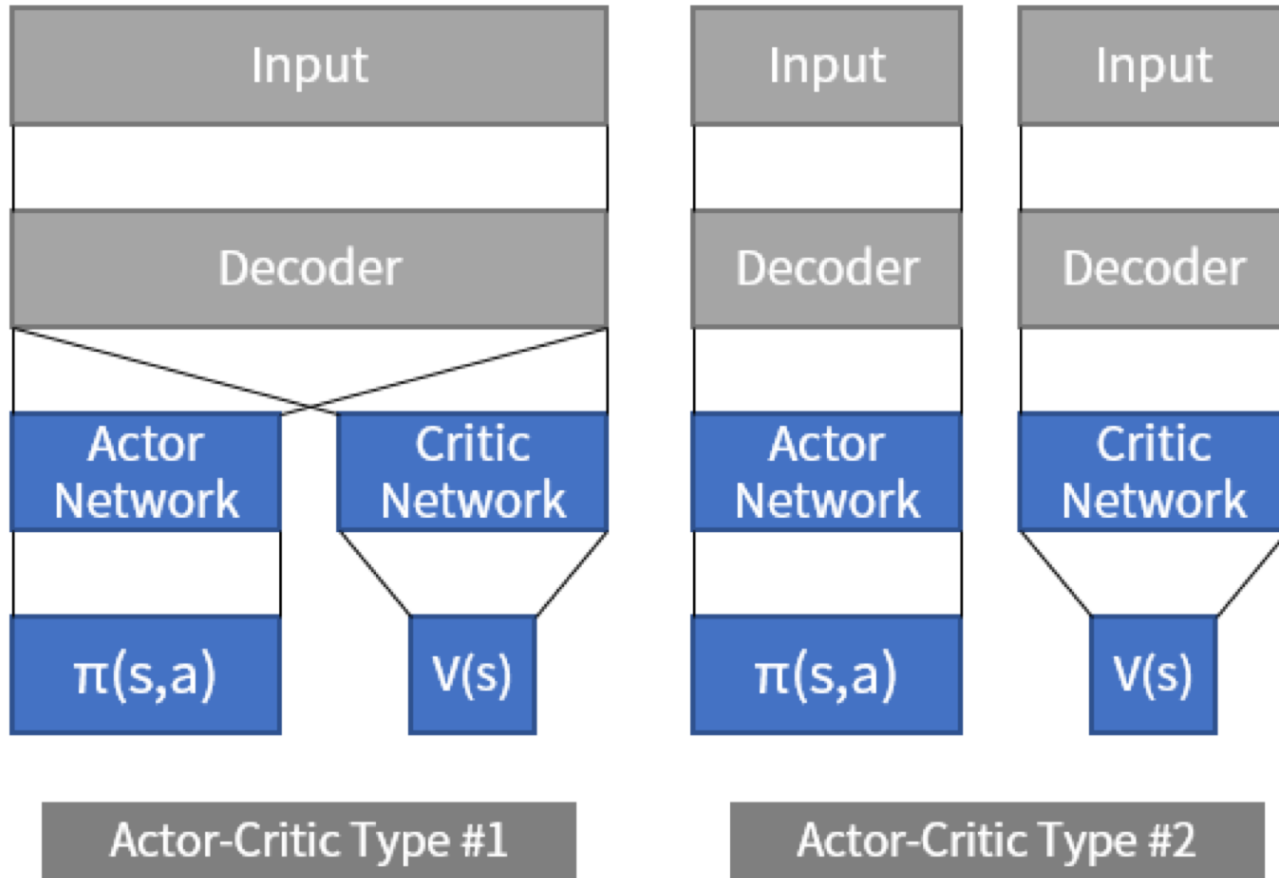 Input
Decoder
Actor
Network
Critic
Network
π(s,a)
V(s)
Actor-Critic Type #1
Input
Input
Decoder
Decoder
Actor
Network
Critic
Network
π(s,a)
V(s)
Actor-Critic Type #2